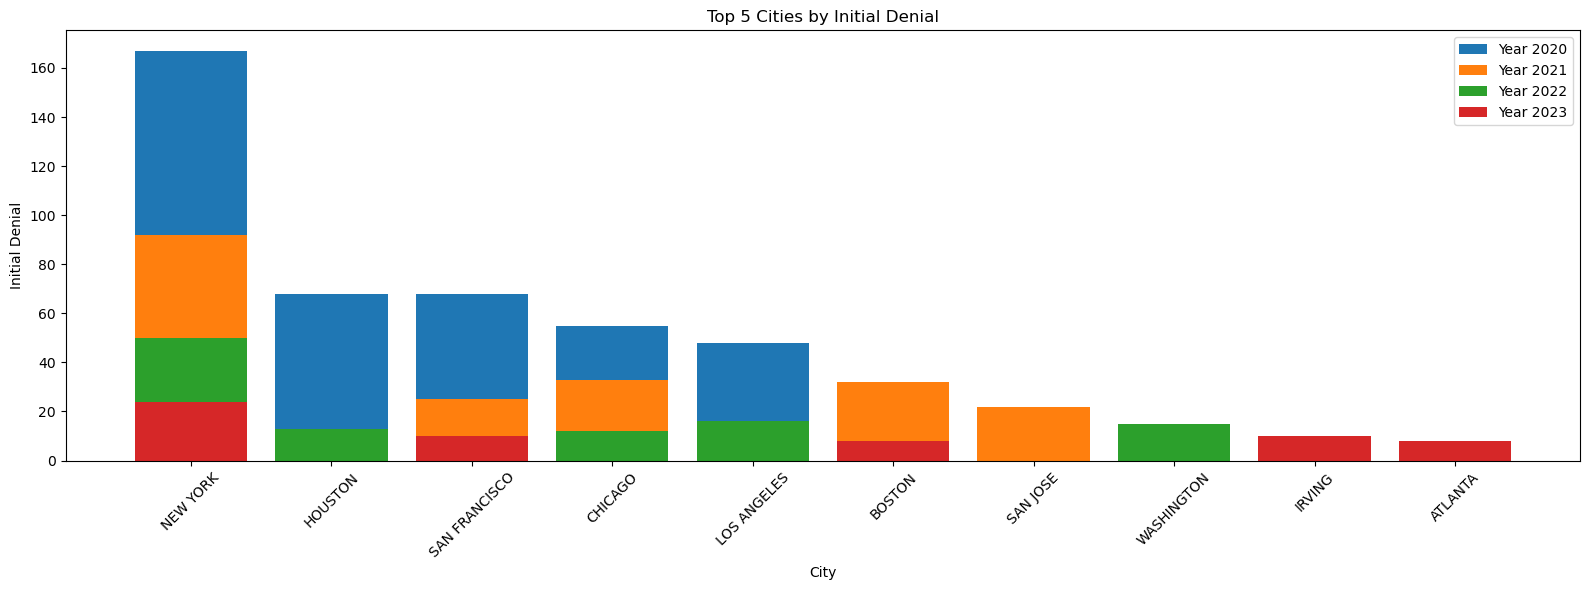 Top 5 Cities by Initial Denial
Year 2020
Year 2021
Year 2022
Year 2023
Initial Denial
160
140
120
100
80
60
40
20
0
NEW YORK
HOUSTON
SAN FRANCISCO
CHICAGO
LOS ANGELES
BOSTON
SAN JOSE
WASHINGTON
IRVING
ATLANTA
City